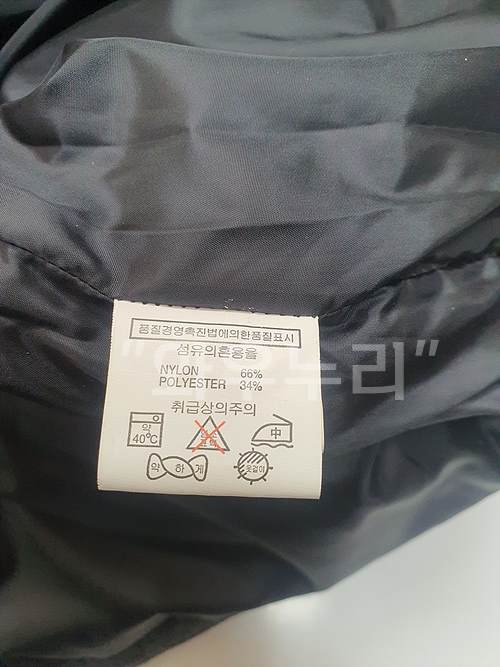 품질경영촉진법에의한품질표시
섬유의혼용율
NYLON 66%
POLYESTER 34%
취급상의주의
약
40℃
중
약하게
옷걸이